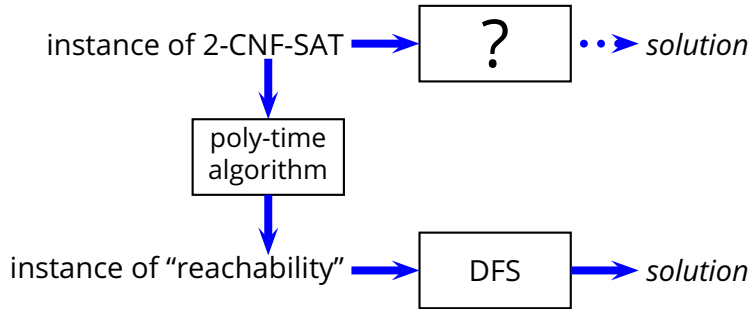 instance of 2-CNF-SAT
?
solution
poly-time
algorithm
instance of “reachability”
DFS
solution